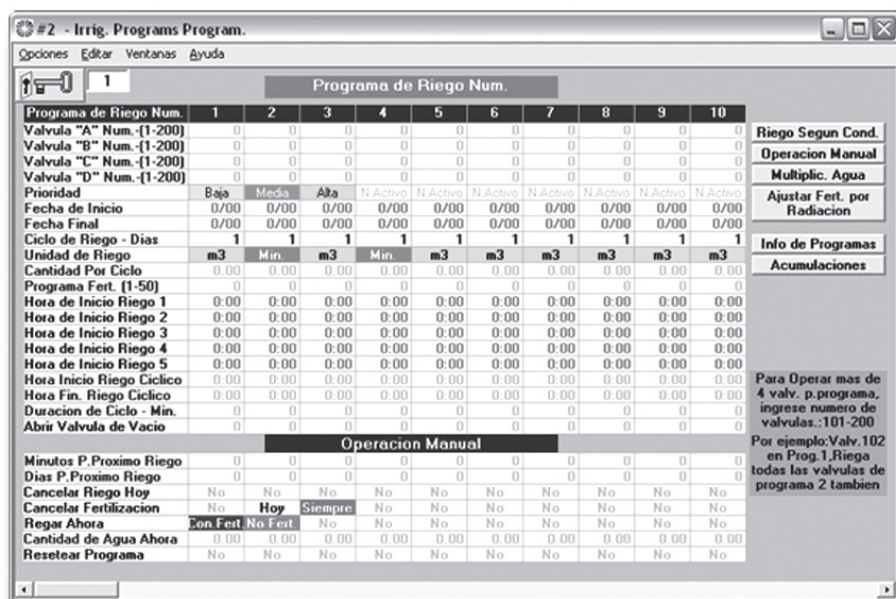 #2 - Irrig. Programs Program.
Opciones Editar Ventanas Ayuda
1
Programa de Riego Num.
Programa de Riego Num. 1 2 3 4 5 6 7 8 9 10
Valvula "A" Num.-(1-200) 0 0 0 0 0 0 0 0 0 0
Valvula "B" Num.-(1-200) 0 0 0 0 0 0 0 0 0 0
Valvula "C" Num.-(1-200) 0 0 0 0 0 0 0 0 0 0
Valvula "D" Num.-(1-200) 0 0 0 0 0 0 0 0 0 0
Prioridad Baja Media Alta N.Activo N.Activo N.Activo N.Activo N.Activo N.Activo N.Activo
Fecha de Inicio 0/00 0/00 0/00 0/00 0/00 0/00 0/00 0/00 0/00 0/00
Fecha Final 0/00 0/00 0/00 0/00 0/00 0/00 0/00 0/00 0/00 0/00
Ciclo de Riego - Dias 1 1 1 1 1 1 1 1 1 1
Unidad de Riego m3 Min. m3 Min. m3 m3 m3 m3 m3 m3
Cantidad Por Ciclo 0.00 0.00 0.00 0.00 0.00 0.00 0.00 0.00 0.00 0.00
Programa Fert. (1-50) 0 0 0 0 0 0 0 0 0 0
Hora de Inicio Riego 1 0:00 0:00 0:00 0:00 0:00 0:00 0:00 0:00 0:00 0:00
Hora de Inicio Riego 2 0:00 0:00 0:00 0:00 0:00 0:00 0:00 0:00 0:00 0:00
Hora de Inicio Riego 3 0:00 0:00 0:00 0:00 0:00 0:00 0:00 0:00 0:00 0:00
Hora de Inicio Riego 4 0:00 0:00 0:00 0:00 0:00 0:00 0:00 0:00 0:00 0:00
Hora de Inicio Riego 5 0:00 0:00 0:00 0:00 0:00 0:00 0:00 0:00 0:00 0:00
Hora Inicio Riego Ciclico 0:00 0:00 0:00 0:00 0:00 0:00 0:00 0:00 0:00 0:00
Hora Fin. Riego Ciclico 0:00 0:00 0:00 0:00 0:00 0:00 0:00 0:00 0:00 0:00
Duracion de Ciclo - Min. 0 0 0 0 0 0 0 0 0 0
Abrir Valvula de Vacio 0 0 0 0 0 0 0 0 0 0
Operacion Manual
Minutos P.Proximo Riego 0 0 0 0 0 0 0 0 0 0
Dias P.Proximo Riego 0 0 0 0 0 0 0 0 0 0
Cancelar Riego Hoy No No No No No No No No No No
Cancelar Fertilizacion No Hoy Siempre No No No No No No No
Regar Ahora Con.Fert. No Fert. No No No No No No No No
Cantidad de Agua Ahora 0.00 0.00 0.00 0.00 0.00 0.00 0.00 0.00 0.00 0.00
Resetear Programa No No No No No No No No No No
Riego Segun Cond.
Operacion Manual
Multiplic. Agua
Ajustar Fert. por
Radiacion
Info de Programas
Acumulaciones
Para Operar mas de
4 valv. p.programa,
ingrese numero de
valvulas.:101-200
Por ejemplo:Valv.102
en Prog.1,Riega
todas las valvulas de
programa 2 tambien